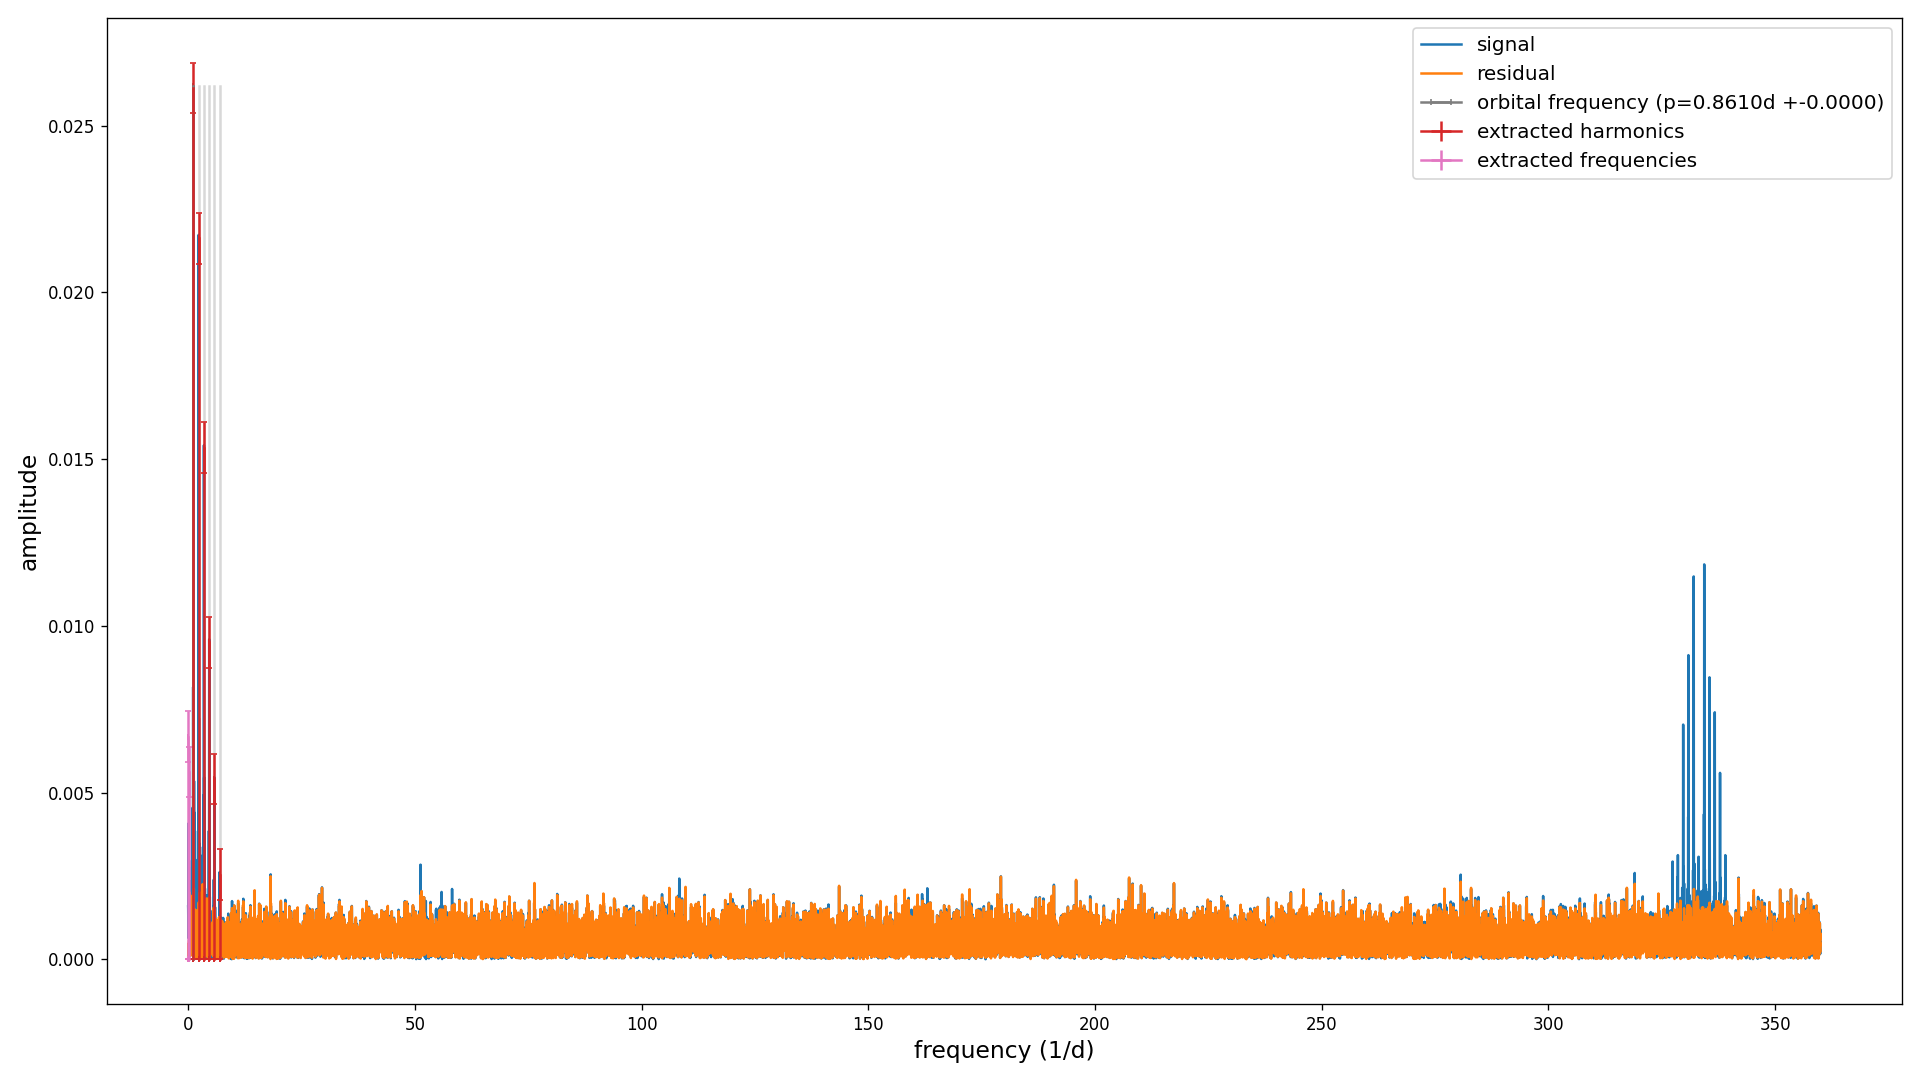 signal
residual
orbital frequency (p=0.8610d +-0.0000)
extracted harmonics
extracted frequencies
0.025
0.020
0.015
0.010
0.005
0.000
amplitude
0 50 100 150 200 250 300 350
frequency (1/d)